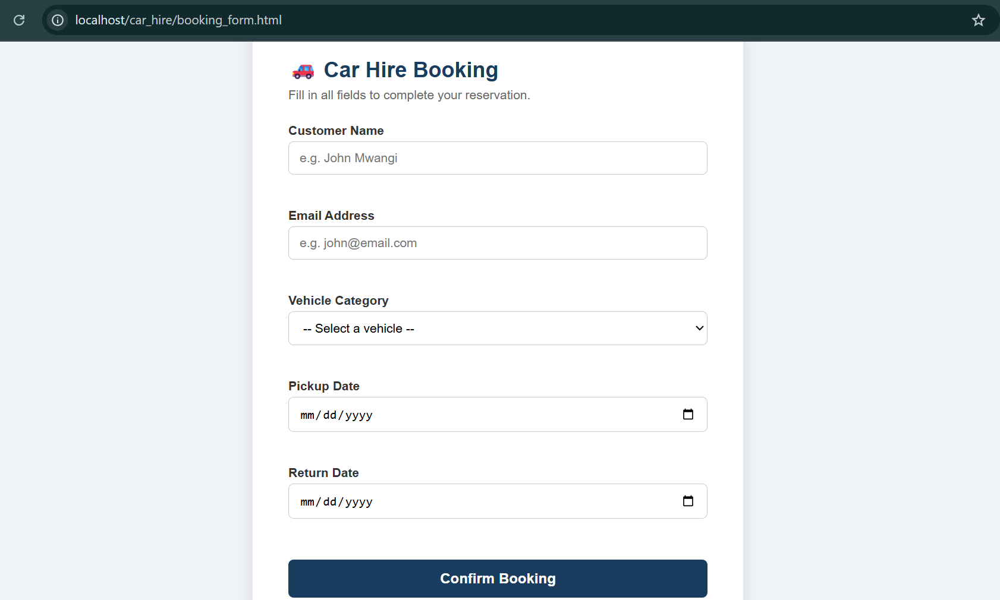 localhost/car_hire/booking_form.html
Car Hire Booking
Fill in all fields to complete your reservation.
Customer Name
e.g. John Mwangi
Email Address
e.g. john@email.com
Vehicle Category
-- Select a vehicle --
Pickup Date
mm/dd/yyyy
Return Date
mm/dd/yyyy
Confirm Booking